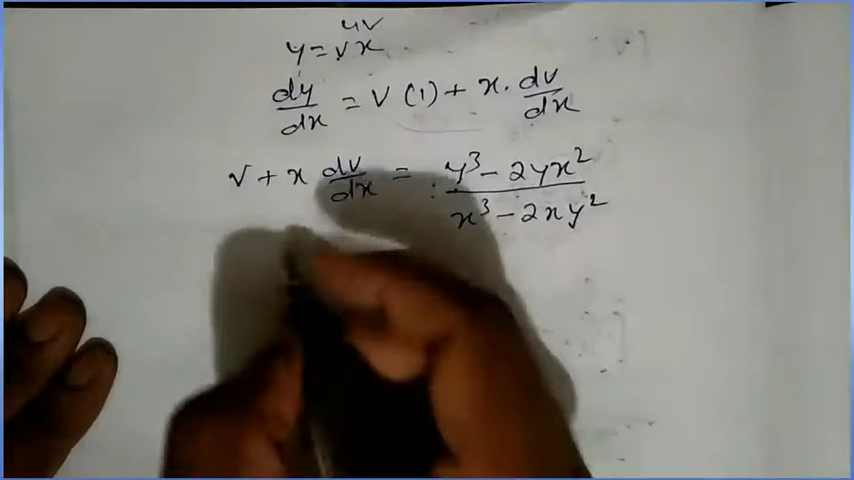 uv
y = vx
dy/dx = v (1) + x · dv/dx
v + x dv/dx = y³ - 2yx² / x³ - 2xy²